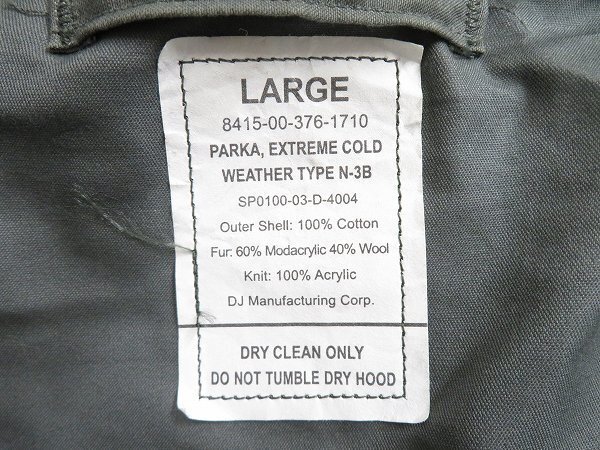 LARGE
8415-00-376-1710
PARKA, EXTREME COLD
WEATHER TYPE N-3B
SP0100-03-D-4004
Outer Shell: 100% Cotton
Fur: 60% Modacrylic 40% Wool
Knit: 100% Acrylic
DJ Manufacturing Corp.
DRY CLEAN ONLY
DO NOT TUMBLE DRY HOOD